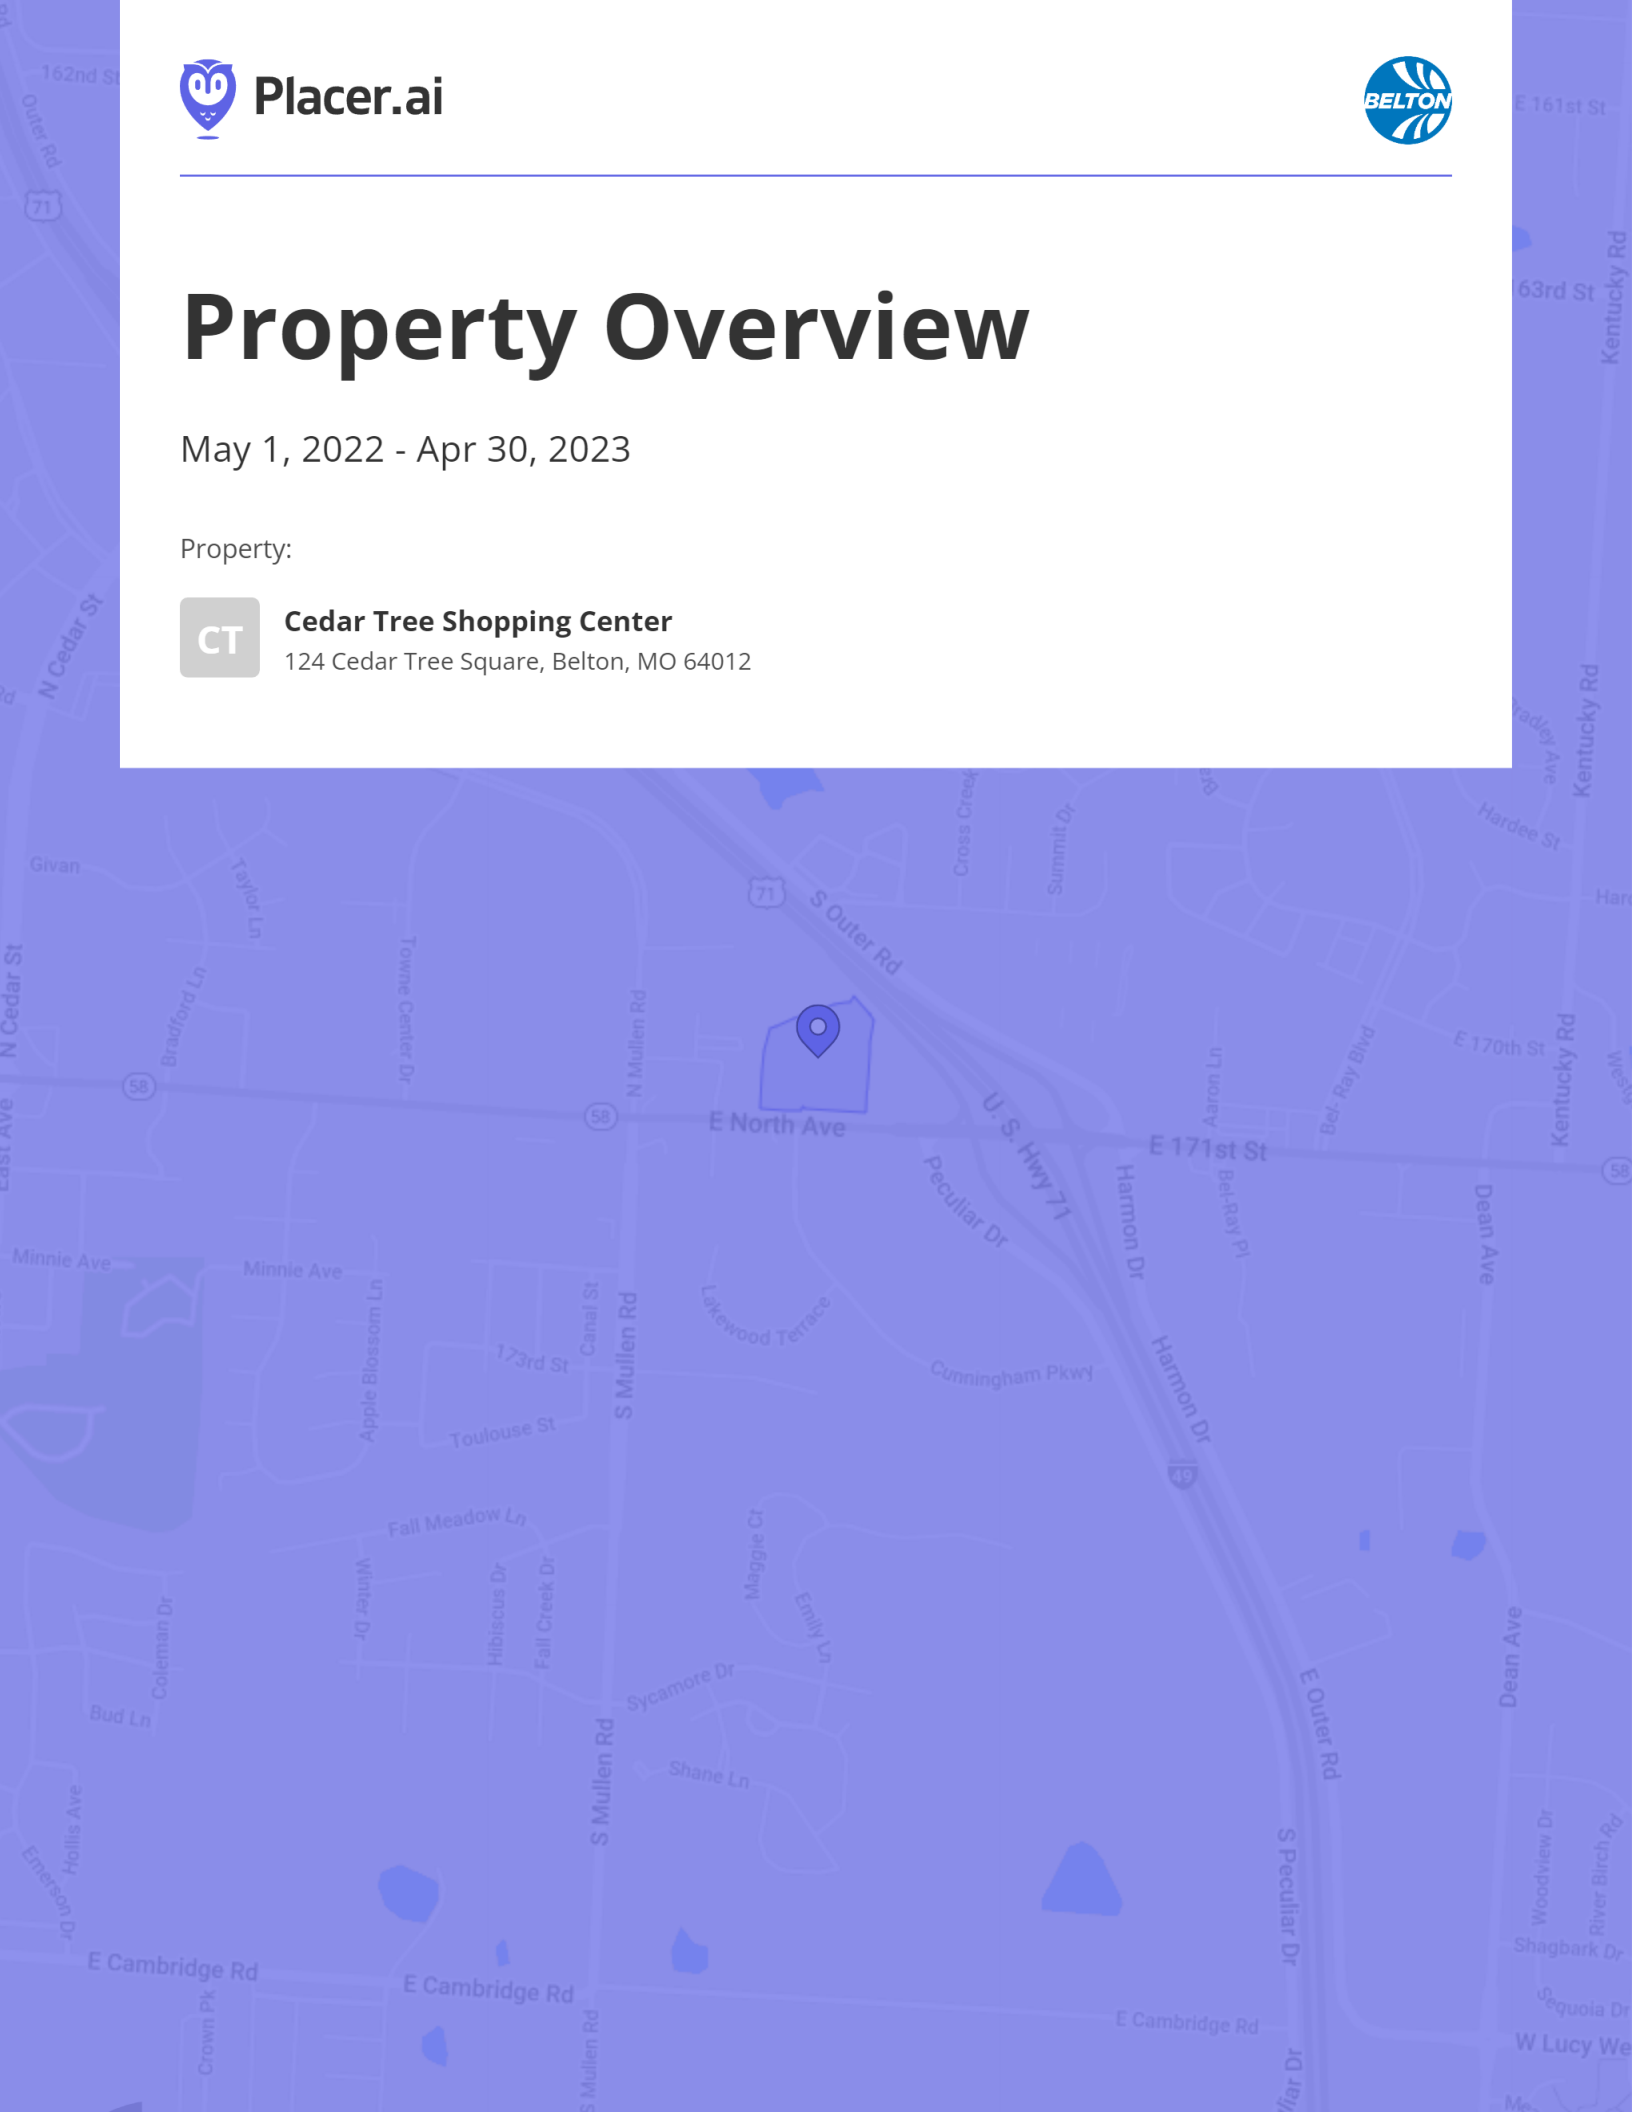 Placer.ai
BELTON
Property Overview
May 1, 2022 - Apr 30, 2023
Property:
CT
Cedar Tree Shopping Center
124 Cedar Tree Square, Belton, MO 64012
162nd St
Outer Rd
71
E 161st St
Kentucky Rd
163rd St
N Cedar St
Kentucky Rd
Bradley Ave
Hardee St
Cross Creek
Summit Dr
Givan
Taylor Ln
71
S Outer Rd
N Cedar St
Bradford Ln
Towne Center Dr
N Mullen Rd
E 170th St
Kentucky Rd
Aaron Ln
Bel-Ray Blvd
58
58
E North Ave
U. S. Hwy 71
E 171st St
58
East Ave
Peculiar Dr
Harmon Dr
Bel-Ray Pl
Dean Ave
Minnie Ave
Minnie Ave
Apple Blossom Ln
Canal St
S Mullen Rd
Lakewood Terrace
173rd St
Cunningham Pkwy
Harmon Dr
Toulouse St
49
Fall Meadow Ln
Winter Dr
Hibiscus Dr
Fall Creek Dr
Maggie Ct
Emily Ln
Coleman Dr
Sycamore Dr
Dean Ave
E Outer Rd
Bud Ln
S Mullen Rd
Shane Ln
Hollis Ave
Emerson Dr
S Peculiar Dr
Woodview Dr
River Birch Rd
Shagbark Dr
E Cambridge Rd
E Cambridge Rd
E Cambridge Rd
Sequoia Dr
Crown Pk
S Mullen Rd
W Lucy We
liar Dr